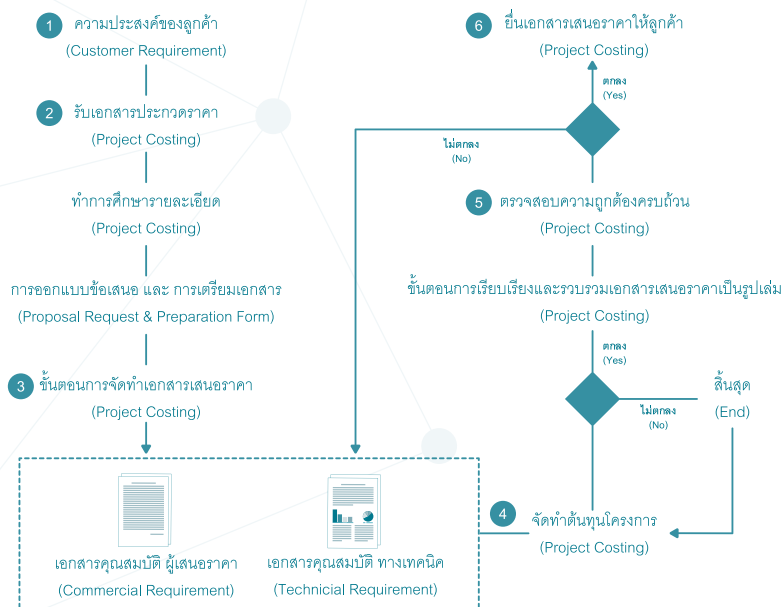 1 ความประสงค์ของลูกค้า
(Customer Requirement)
2 รับเอกสารประกวดราคา
(Project Costing)
ทำการศึกษารายละเอียด
(Project Costing)
การออกแบบข้อเสนอ และ การเตรียมเอกสาร
(Proposal Request & Preparation Form)
3 ขั้นตอนการจัดทำเอกสารเสนอราคา
(Project Costing)
เอกสารคุณสมบัติ ผู้เสนอราคา
(Commercial Requirement)
เอกสารคุณสมบัติ ทางเทคนิค
(Technicial Requirement)
4 จัดทำต้นทุนโครงการ
(Project Costing)
สิ้นสุด
(End)
ไม่ตกลง
(No)
ตกลง
(Yes)
ขั้นตอนการเรียบเรียงและรวบรวมเอกสารเสนอราคาเป็นรูปเล่ม
(Project Costing)
5 ตรวจสอบความถูกต้องครบถ้วน
(Project Costing)
ไม่ตกลง
(No)
ตกลง
(Yes)
6 ยื่นเอกสารเสนอราคาให้ลูกค้า
(Project Costing)